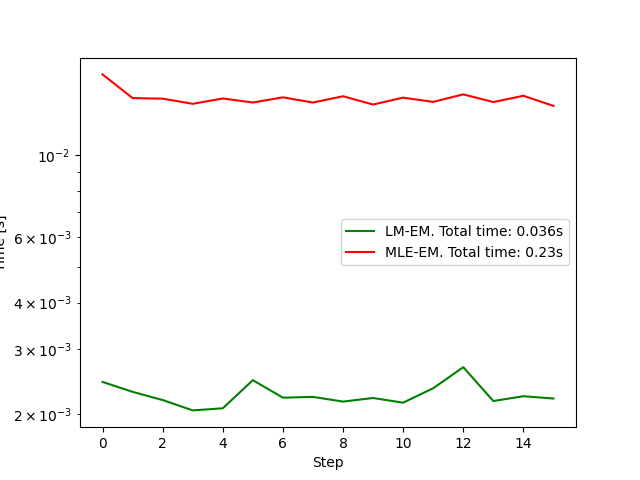 10⁻²
6 × 10⁻³
4 × 10⁻³
3 × 10⁻³
2 × 10⁻³
Time [s]
LM-EM. Total time: 0.036s
MLE-EM. Total time: 0.23s
0 2 4 6 8 10 12 14
Step